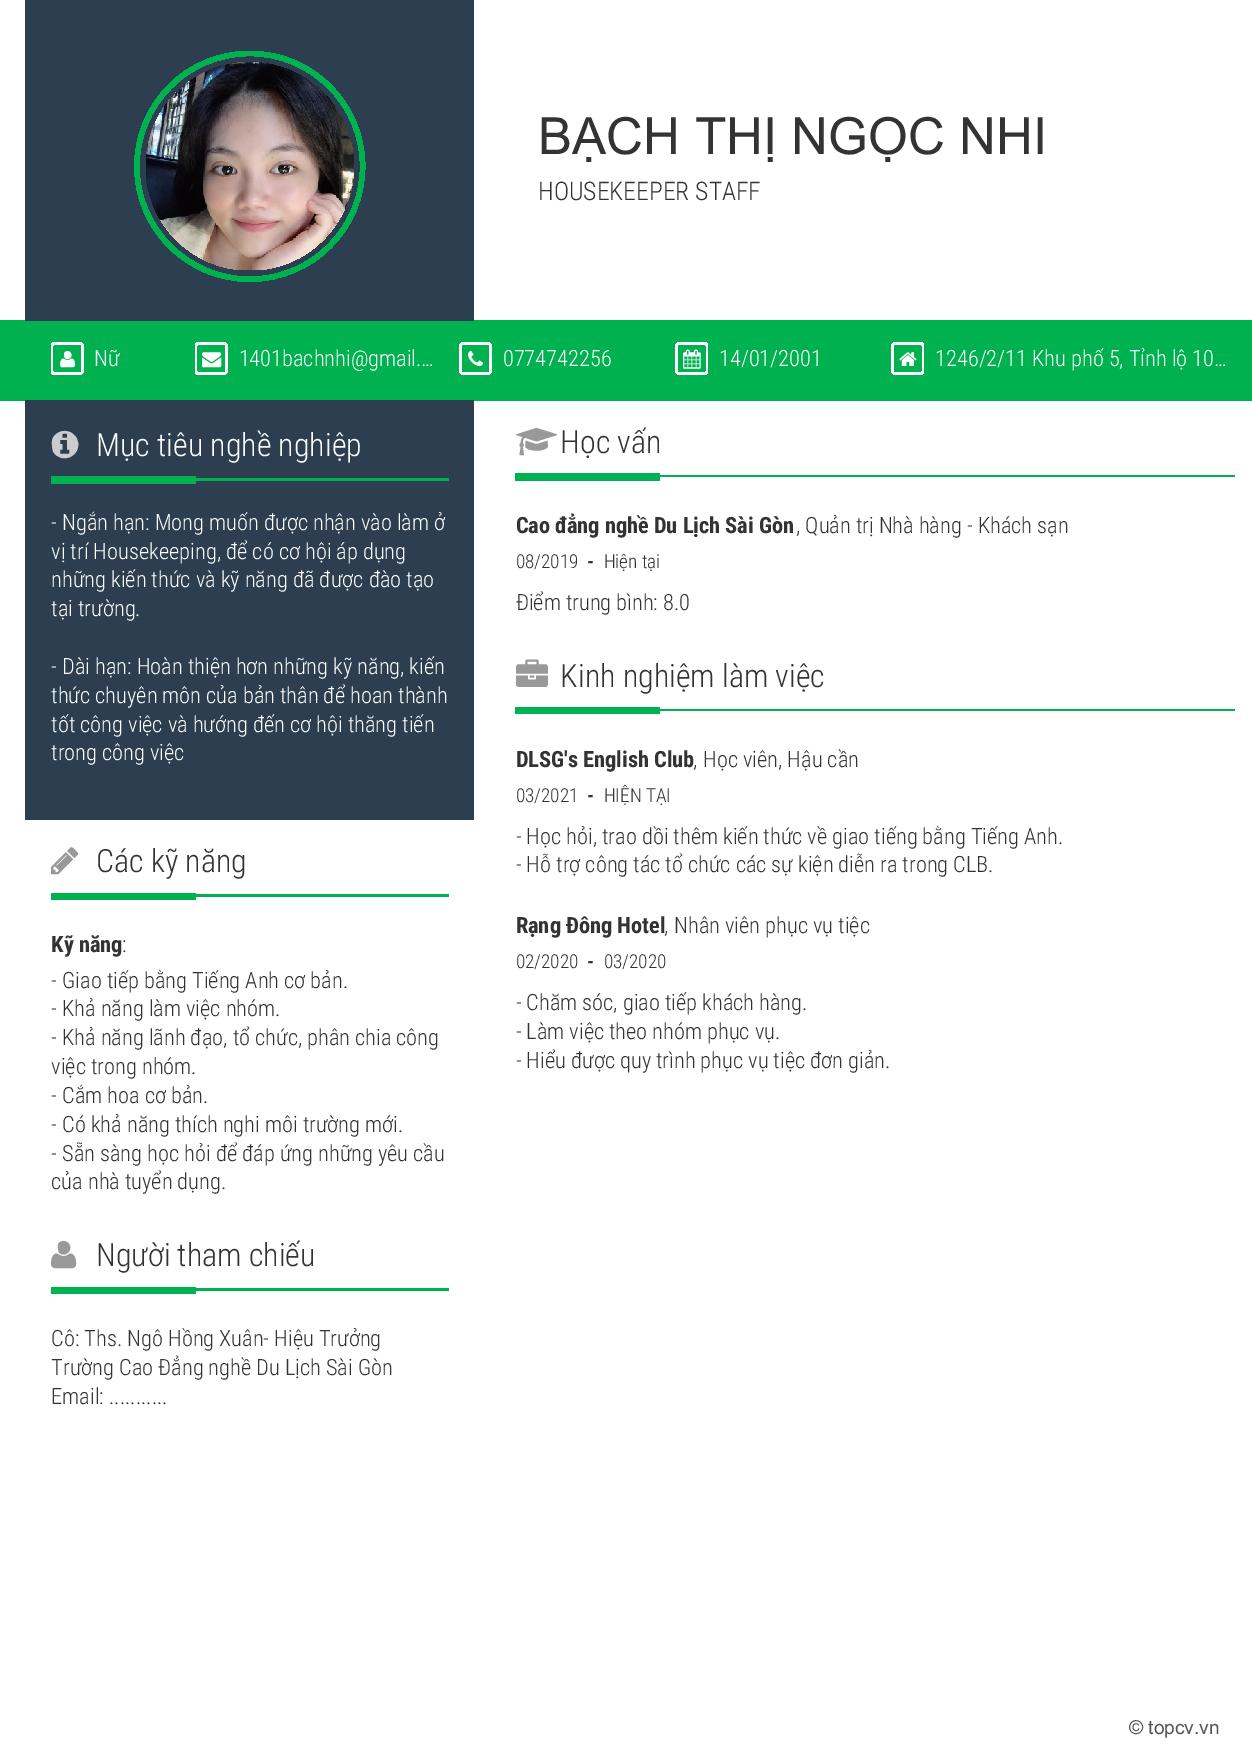 BẠCH THỊ NGỌC NHI
HOUSEKEEPER STAFF
Nữ
1401bachnhi@gmail....
0774742256
14/01/2001
1246/2/11 Khu phố 5, Tỉnh lộ 10...
Mục tiêu nghề nghiệp
- Ngắn hạn: Mong muốn được nhận vào làm ở
vị trí Housekeeping, để có cơ hội áp dụng
những kiến thức và kỹ năng đã được đào tạo
tại trường.
- Dài hạn: Hoàn thiện hơn những kỹ năng, kiến
thức chuyên môn của bản thân để hoan thành
tốt công việc và hướng đến cơ hội thăng tiến
trong công việc
Các kỹ năng
Kỹ năng:
- Giao tiếp bằng Tiếng Anh cơ bản.
- Khả năng làm việc nhóm.
- Khả năng lãnh đạo, tổ chức, phân chia công
việc trong nhóm.
- Cắm hoa cơ bản.
- Có khả năng thích nghi môi trường mới.
- Sẵn sàng học hỏi để đáp ứng những yêu cầu
của nhà tuyển dụng.
Người tham chiếu
Cô: Ths. Ngô Hồng Xuân- Hiệu Trưởng
Trường Cao Đẳng nghề Du Lịch Sài Gòn
Email: ...........
Học vấn
Cao đẳng nghề Du Lịch Sài Gòn, Quản trị Nhà hàng - Khách sạn
08/2019 - Hiện tại
Điểm trung bình: 8.0
Kinh nghiệm làm việc
DLSG's English Club, Học viên, Hậu cần
03/2021 - HIỆN TẠI
- Học hỏi, trao dồi thêm kiến thức về giao tiếng bằng Tiếng Anh.
- Hỗ trợ công tác tổ chức các sự kiện diễn ra trong CLB.
Rạng Đông Hotel, Nhân viên phục vụ tiệc
02/2020 - 03/2020
- Chăm sóc, giao tiếp khách hàng.
- Làm việc theo nhóm phục vụ.
- Hiểu được quy trình phục vụ tiệc đơn giản.
© topcv.vn